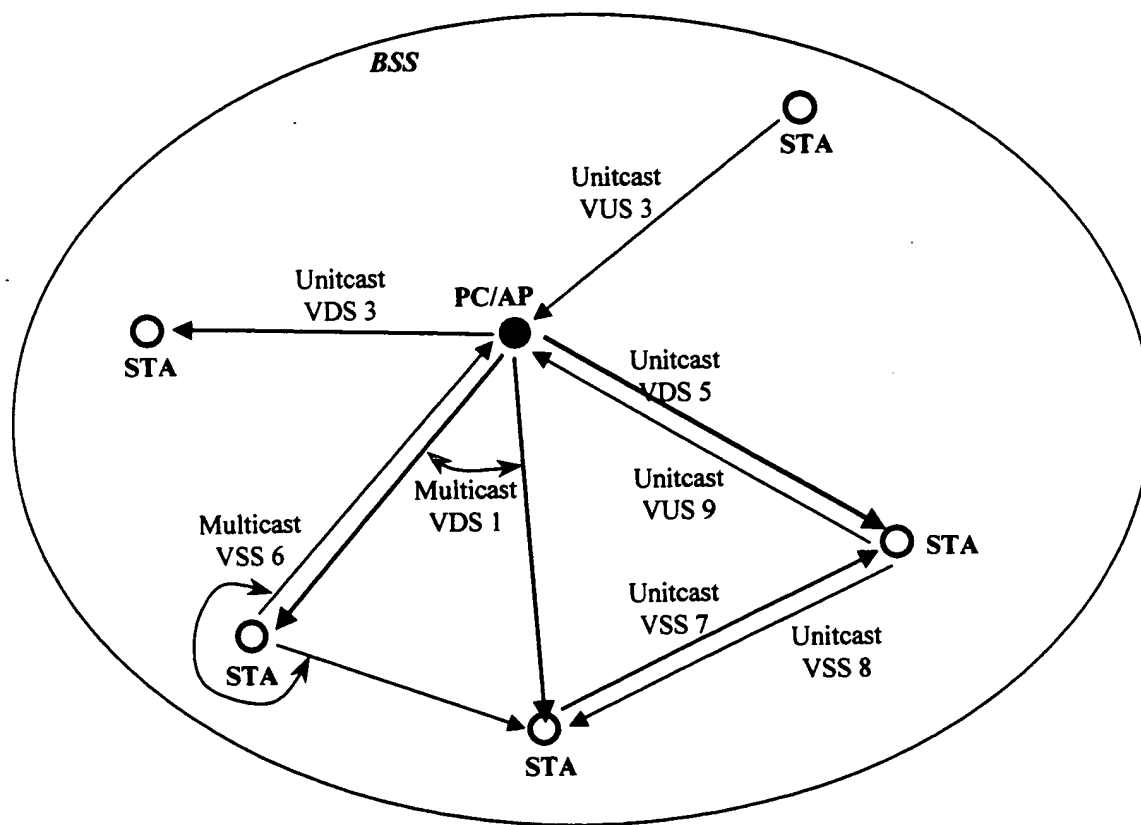 BSS
STA
Unitcast
VUS 3
Unitcast
VDS 3
PC/AP
STA
Unitcast
VDS 5
Multicast
VDS 1
Unitcast
VUS 9
Multicast
VSS 6
STA
Unitcast
VSS 7
STA
Unitcast
VSS 8
STA